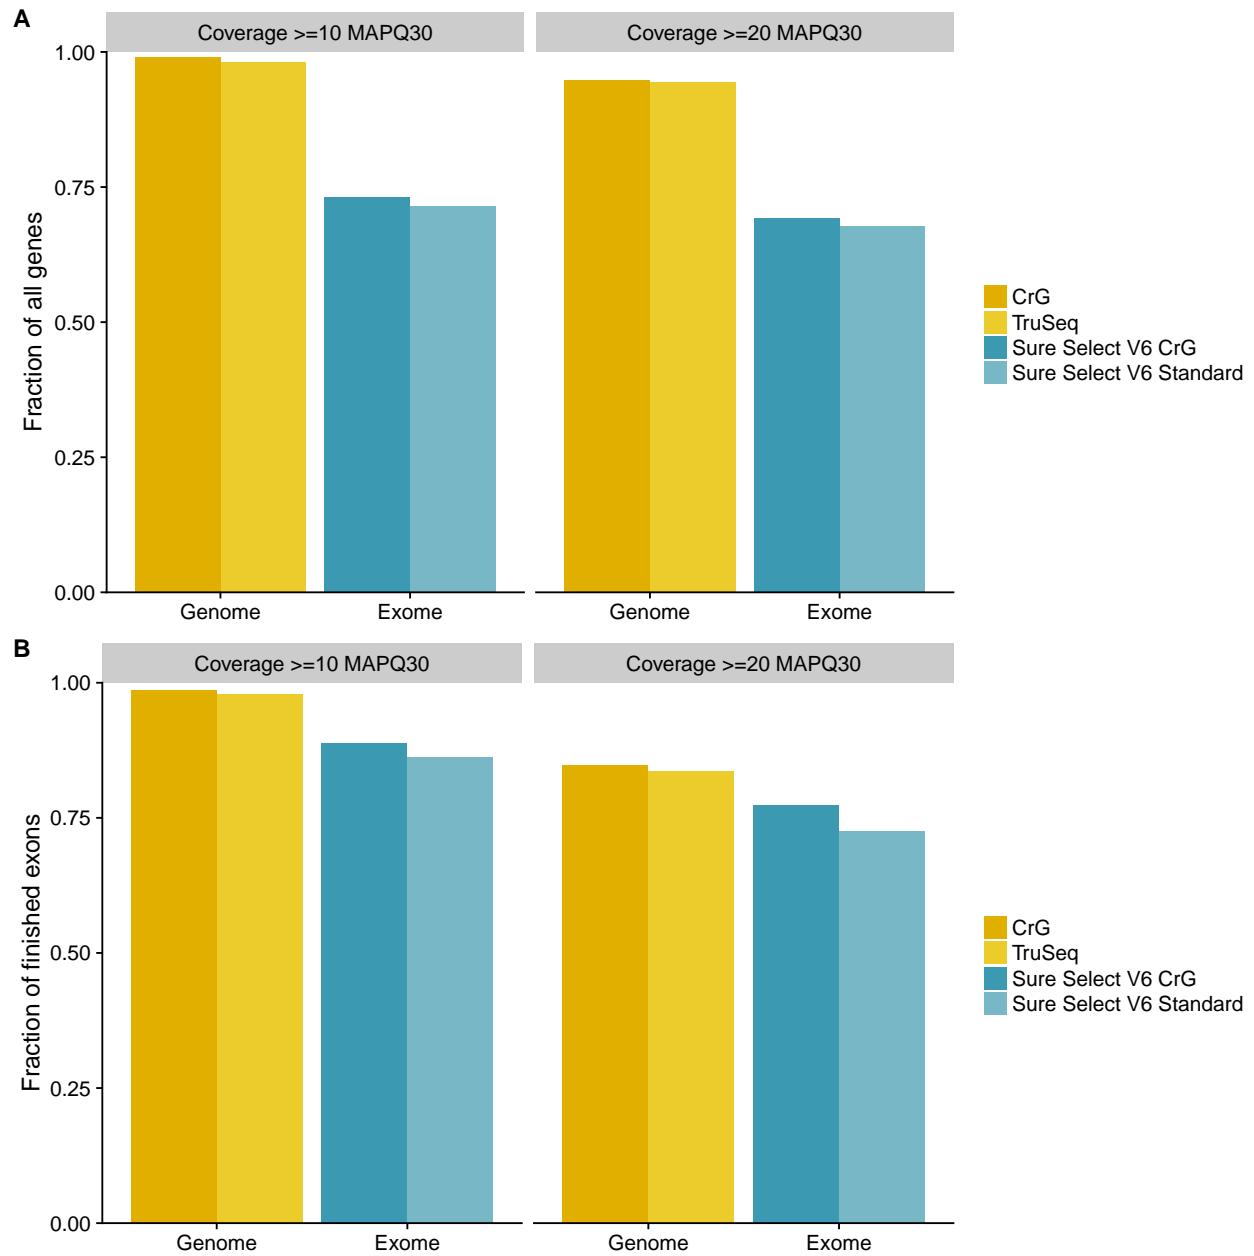 A
Coverage >=10 MAPQ30
Coverage >=20 MAPQ30
Fraction of all genes
1.00
0.75
0.50
0.25
0.00
Genome
Exome
Genome
Exome
CrG
TruSeq
Sure Select V6 CrG
Sure Select V6 Standard
B
Coverage >=10 MAPQ30
Coverage >=20 MAPQ30
Fraction of finished exons
1.00
0.75
0.50
0.25
0.00
Genome
Exome
Genome
Exome
CrG
TruSeq
Sure Select V6 CrG
Sure Select V6 Standard